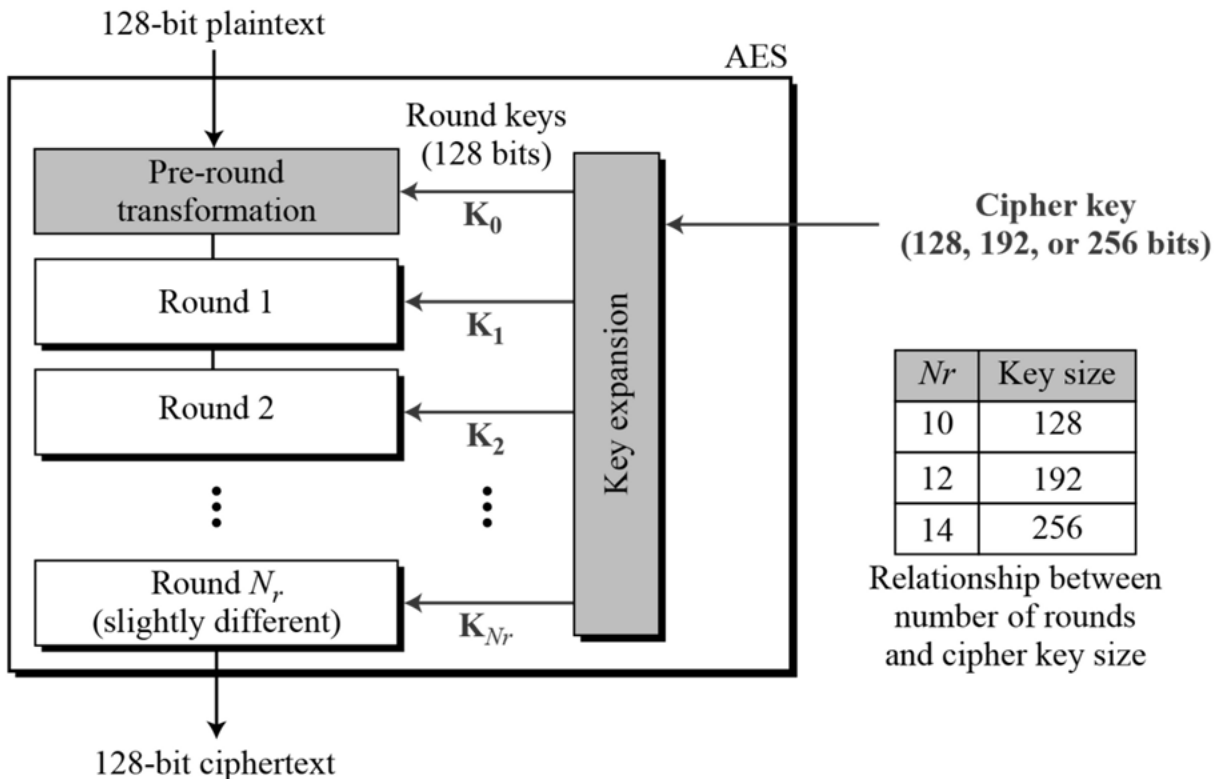 128-bit plaintext
AES
Round keys
(128 bits)
Pre-round
transformation
K0
Cipher key
(128, 192, or 256 bits)
Round 1
K1
Key expansion
Round 2
K2
Nr Key size
10 128
12 192
14 256
Round Nr
(slightly different)
KNr
Relationship between
number of rounds
and cipher key size
128-bit ciphertext